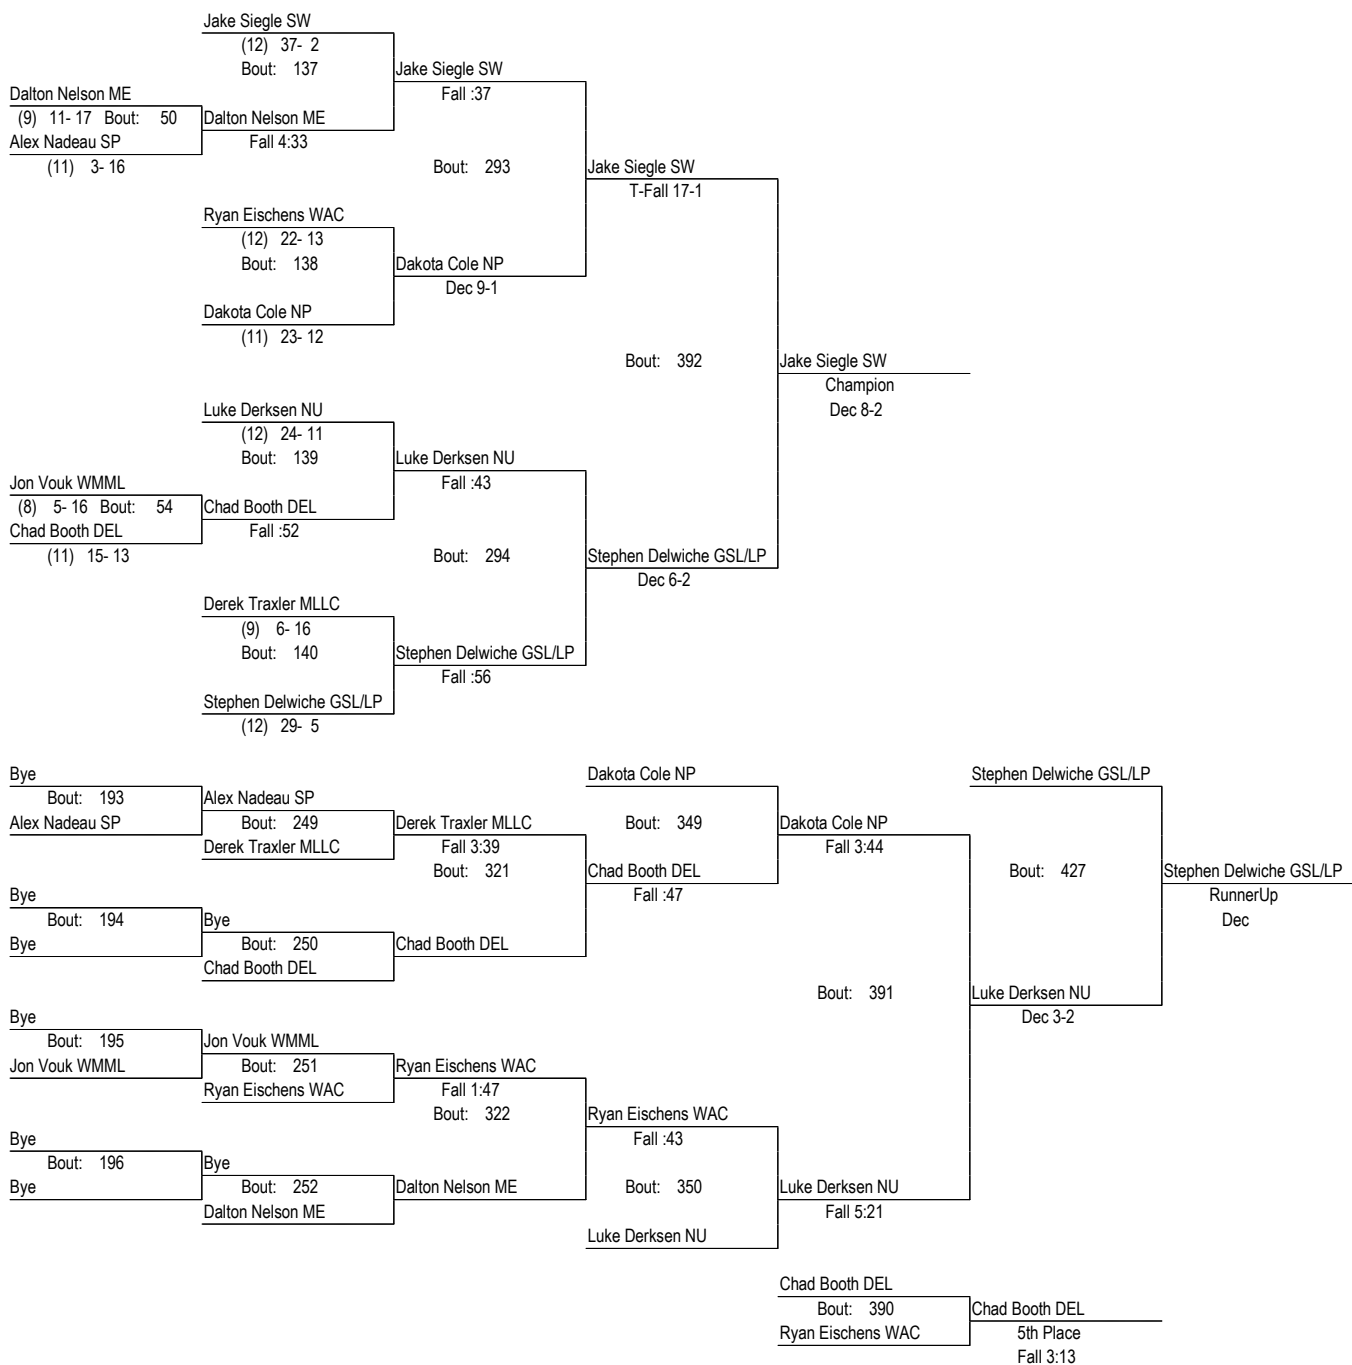 Jake Siegle SW
(12) 37- 2
Bout: 137
Jake Siegle SW
Fall :37
Dalton Nelson ME
(9) 11- 17 Bout: 50
Dalton Nelson ME
Alex Nadeau SP
Fall 4:33
(11) 3- 16
Bout: 293
Jake Siegle SW
T-Fall 17-1
Ryan Eischens WAC
(12) 22- 13
Bout: 138
Dakota Cole NP
Dec 9-1
Dakota Cole NP
(11) 23- 12
Bout: 392
Jake Siegle SW
Champion
Dec 8-2
Luke Derksen NU
(12) 24- 11
Bout: 139
Luke Derksen NU
Fall :43
Jon Vouk WMML
(8) 5- 16 Bout: 54
Chad Booth DEL
Chad Booth DEL
Fall :52
(11) 15- 13
Bout: 294
Stephen Delwiche GSL/LP
Dec 6-2
Derek Traxler MLLC
(9) 6- 16
Bout: 140
Stephen Delwiche GSL/LP
Fall :56
Stephen Delwiche GSL/LP
(12) 29- 5
Bye
Dakota Cole NP
Stephen Delwiche GSL/LP
Bout: 193
Alex Nadeau SP
Alex Nadeau SP
Bout: 249
Derek Traxler MLLC
Bout: 349
Dakota Cole NP
Derek Traxler MLLC
Fall 3:39
Fall 3:44
Bout: 321
Chad Booth DEL
Bout: 427
Stephen Delwiche GSL/LP
Bye
Fall :47
RunnerUp
Bout: 194
Bye
Dec
Bye
Bout: 250
Chad Booth DEL
Chad Booth DEL
Bout: 391
Luke Derksen NU
Bye
Dec 3-2
Bout: 195
Jon Vouk WMML
Jon Vouk WMML
Bout: 251
Ryan Eischens WAC
Ryan Eischens WAC
Fall 1:47
Bout: 322
Ryan Eischens WAC
Bye
Fall :43
Bout: 196
Bye
Bye
Bout: 252
Dalton Nelson ME
Bout: 350
Luke Derksen NU
Dalton Nelson ME
Fall 5:21
Luke Derksen NU
Chad Booth DEL
Bout: 390
Chad Booth DEL
Ryan Eischens WAC
5th Place
Fall 3:13